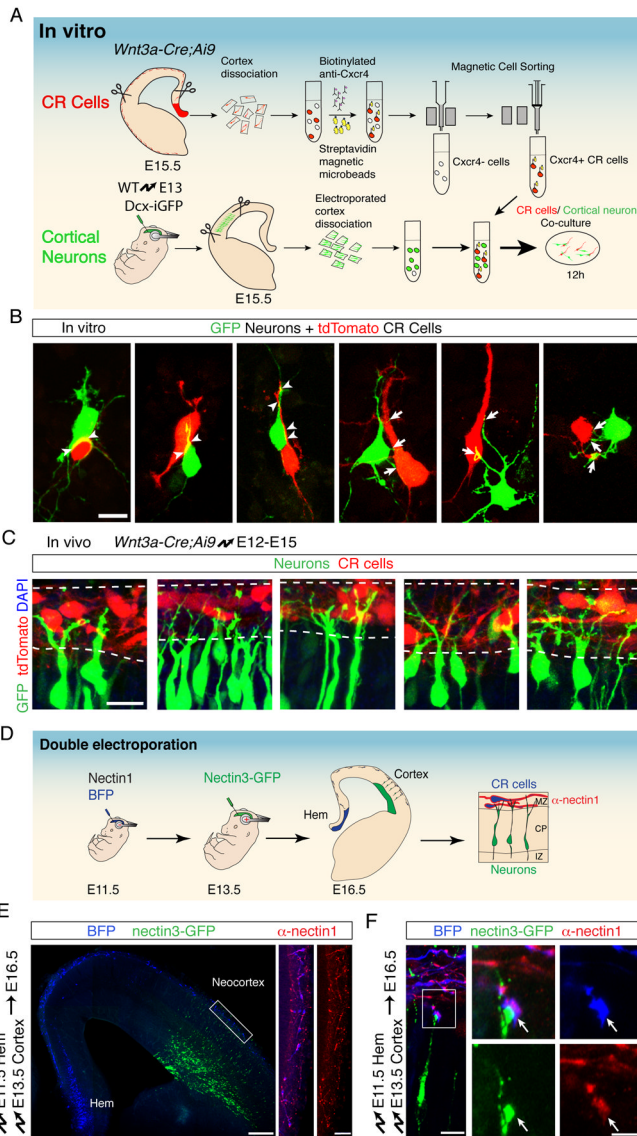 A
In vitro
Wnt3a-Cre;Ai9
CR Cells
E15.5
Cortex
dissociation
Biotinylated
anti-Cxcr4
Streptavidin
magnetic
microbeads
Magnetic Cell Sorting
Cxcr4- cells
Cxcr4+ CR cells
WT E13
Dcx-iGFP
Cortical
Neurons
E15.5
Electroporated
cortex
dissociation
CR cells/ Cortical neuron
Co-culture
12h
B
In vitro GFP Neurons + tdTomato CR Cells
C
In vivo Wnt3a-Cre;Ai9 E12-E15
Neurons CR cells
GFP tdTomato DAPI
D
Double electroporation
Nectin1
BFP
E11.5
Nectin3-GFP
E13.5
Cortex
Hem
E16.5
CR cells
α-nectin1
MZ
CP
IZ
Neurons
E
BFP nectin3-GFP α-nectin1
E11.5 Hem
E13.5 Cortex
E16.5
Neocortex
Hem
F
BFP nectin3-GFP α-nectin1
E11.5 Hem
E13.5 Cortex
E16.5